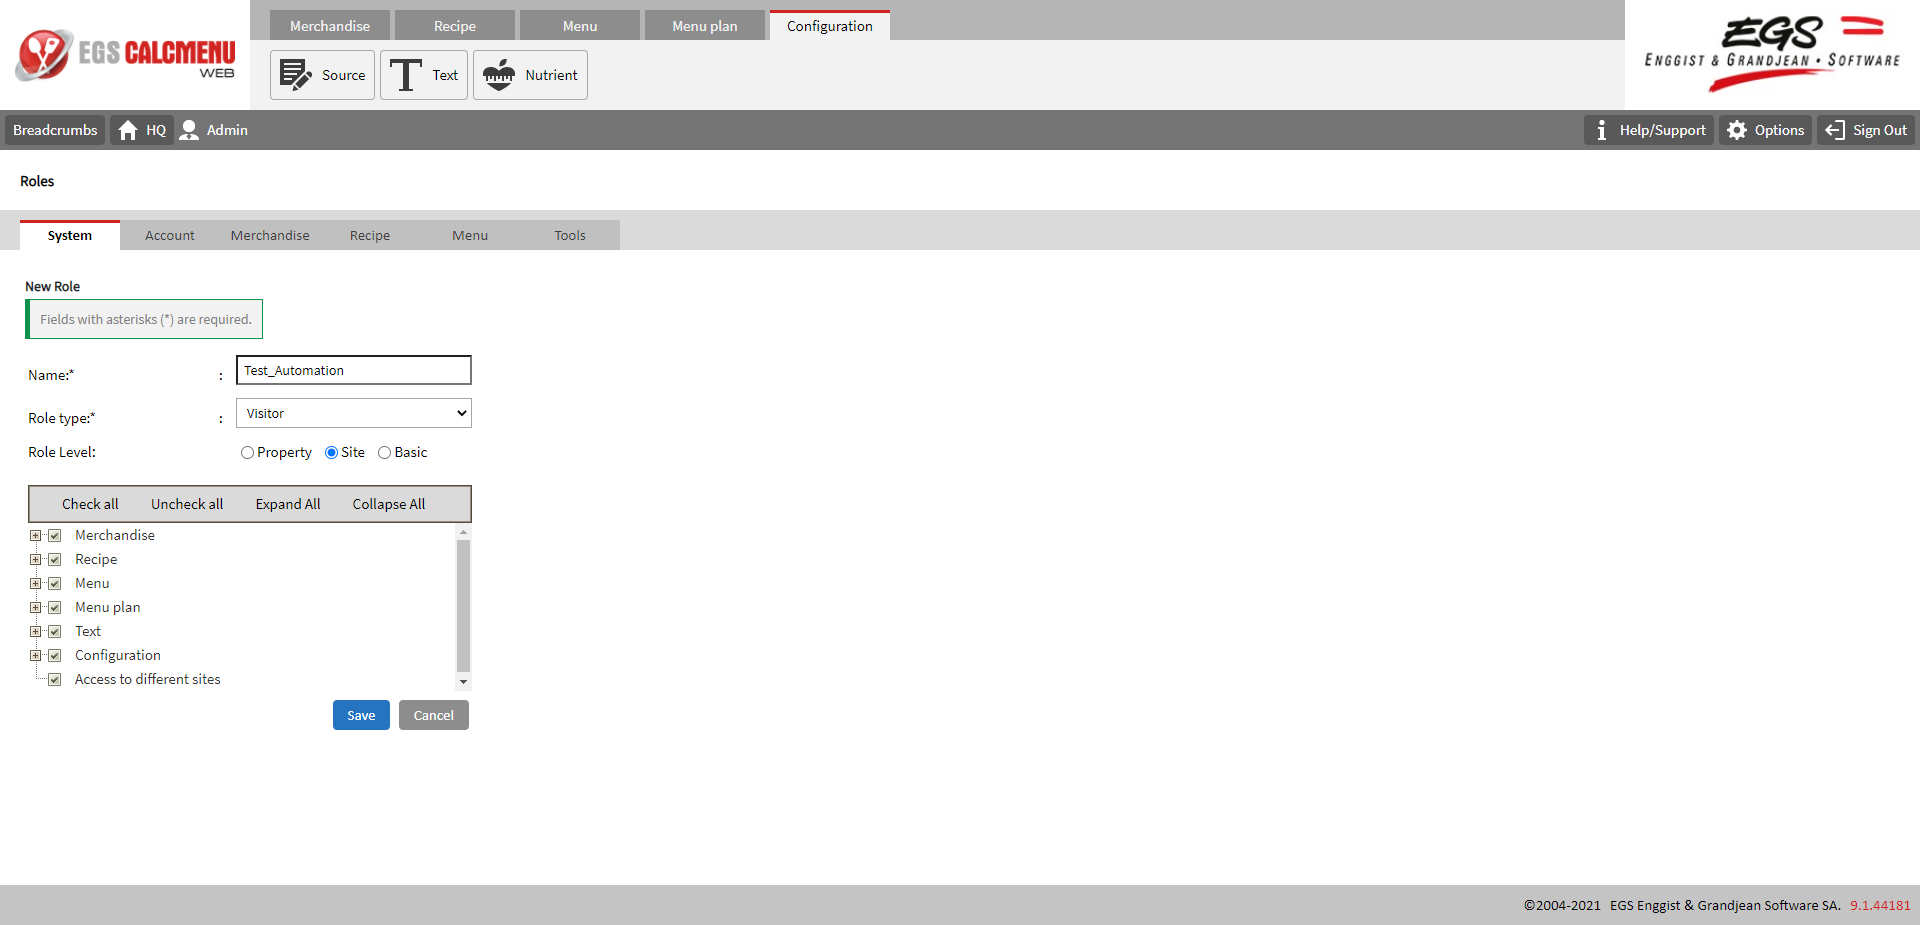 EGS CALCMENU
WEB
Merchandise Recipe Menu Menu plan Configuration
Source Text Nutrient
EGS
ENGGIST & GRANDJEAN • SOFTWARE
Breadcrumbs HQ Admin Help/Support Options Sign Out
Roles
System Account Merchandise Recipe Menu Tools
New Role
Fields with asterisks (*) are required.
Name:* : Test_Automation
Role type:* : Visitor
Role Level: Property Site Basic
Check all Uncheck all Expand All Collapse All
Merchandise
Recipe
Menu
Menu plan
Text
Configuration
Access to different sites
Save Cancel
©2004-2021 EGS Enggist & Grandjean Software SA. 9.1.44181